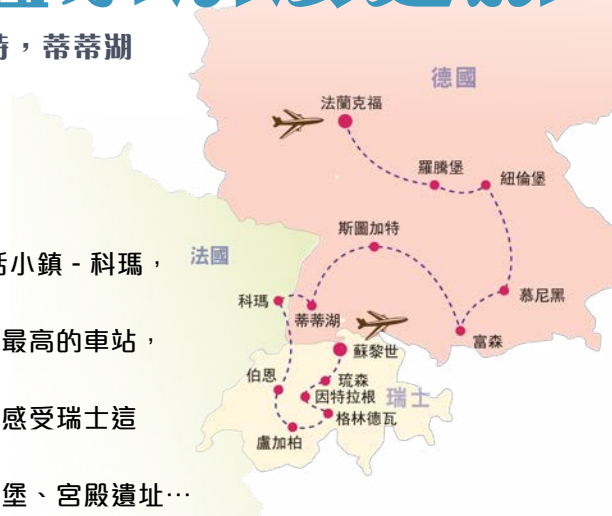 ，蒂蒂湖
德國
法蘭克福
羅騰堡
紐倫堡
斯圖加特
小鎮 - 科瑪，
法國
科瑪
蒂蒂湖
慕尼黑
富森
最高的車站，
蘇黎世
伯恩
琉森
因特拉根
瑞士
格林德瓦
感受瑞士這
盧加柏
堡、宮殿遺址…